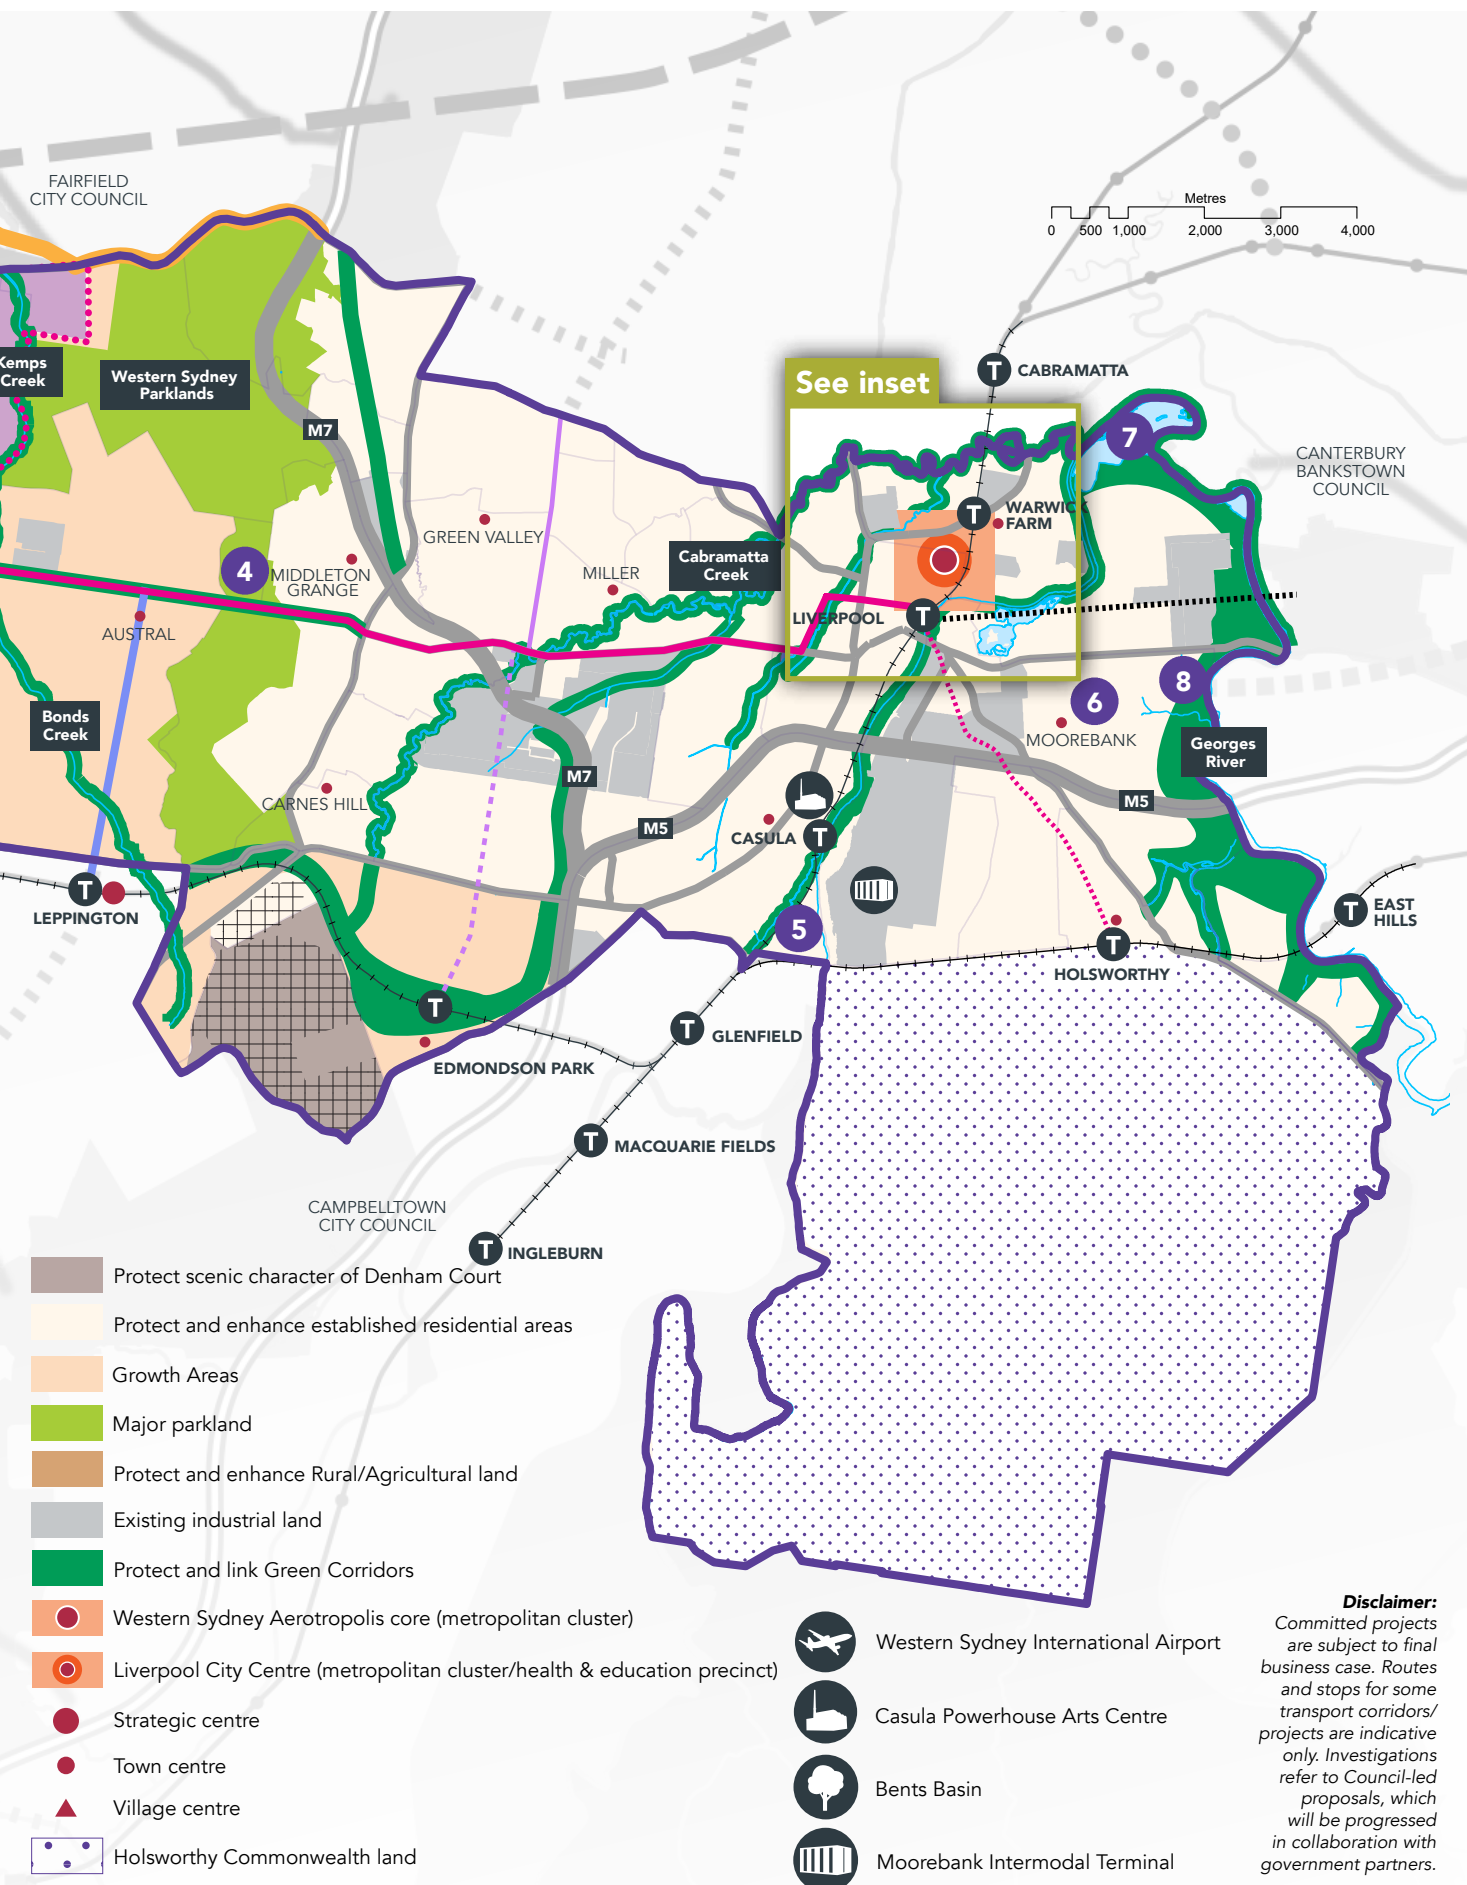 FAIRFIELD
CITY COUNCIL
Metres
0 500 1,000 2,000 3,000 4,000
Kemps
Creek
Western Sydney
Parklands
M7
See inset
T CABRAMATTA
7
CANTERBURY
BANKSTOWN
COUNCIL
GREEN VALLEY
T WARWICK
FARM
4
MIDDLETON
GRANGE
MILLER
Cabramatta
Creek
AUSTRAL
LIVERPOOL T
Bonds
Creek
6
8
MOOREBANK
Georges
River
M7
CARNES HILL
M5
M5
CASULA T
T
LEPPINGTON
5
T EAST
HILLS
T
HOLSWORTHY
T
EDMONDSON PARK
T GLENFIELD
T MACQUARIE FIELDS
CAMPBELLTOWN
CITY COUNCIL
T INGLEBURN
Protect scenic character of Denham Court
Protect and enhance established residential areas
Growth Areas
Major parkland
Protect and enhance Rural/Agricultural land
Existing industrial land
Protect and link Green Corridors
Western Sydney Aerotropolis core (metropolitan cluster)
Liverpool City Centre (metropolitan cluster/health & education precinct)
Strategic centre
Town centre
Village centre
Holsworthy Commonwealth land
Western Sydney International Airport
Casula Powerhouse Arts Centre
Bents Basin
Moorebank Intermodal Terminal
Disclaimer:
Committed projects
are subject to final
business case. Routes
and stops for some
transport corridors/
projects are indicative
only. Investigations
refer to Council-led
proposals, which
will be progressed
in collaboration with
government partners.